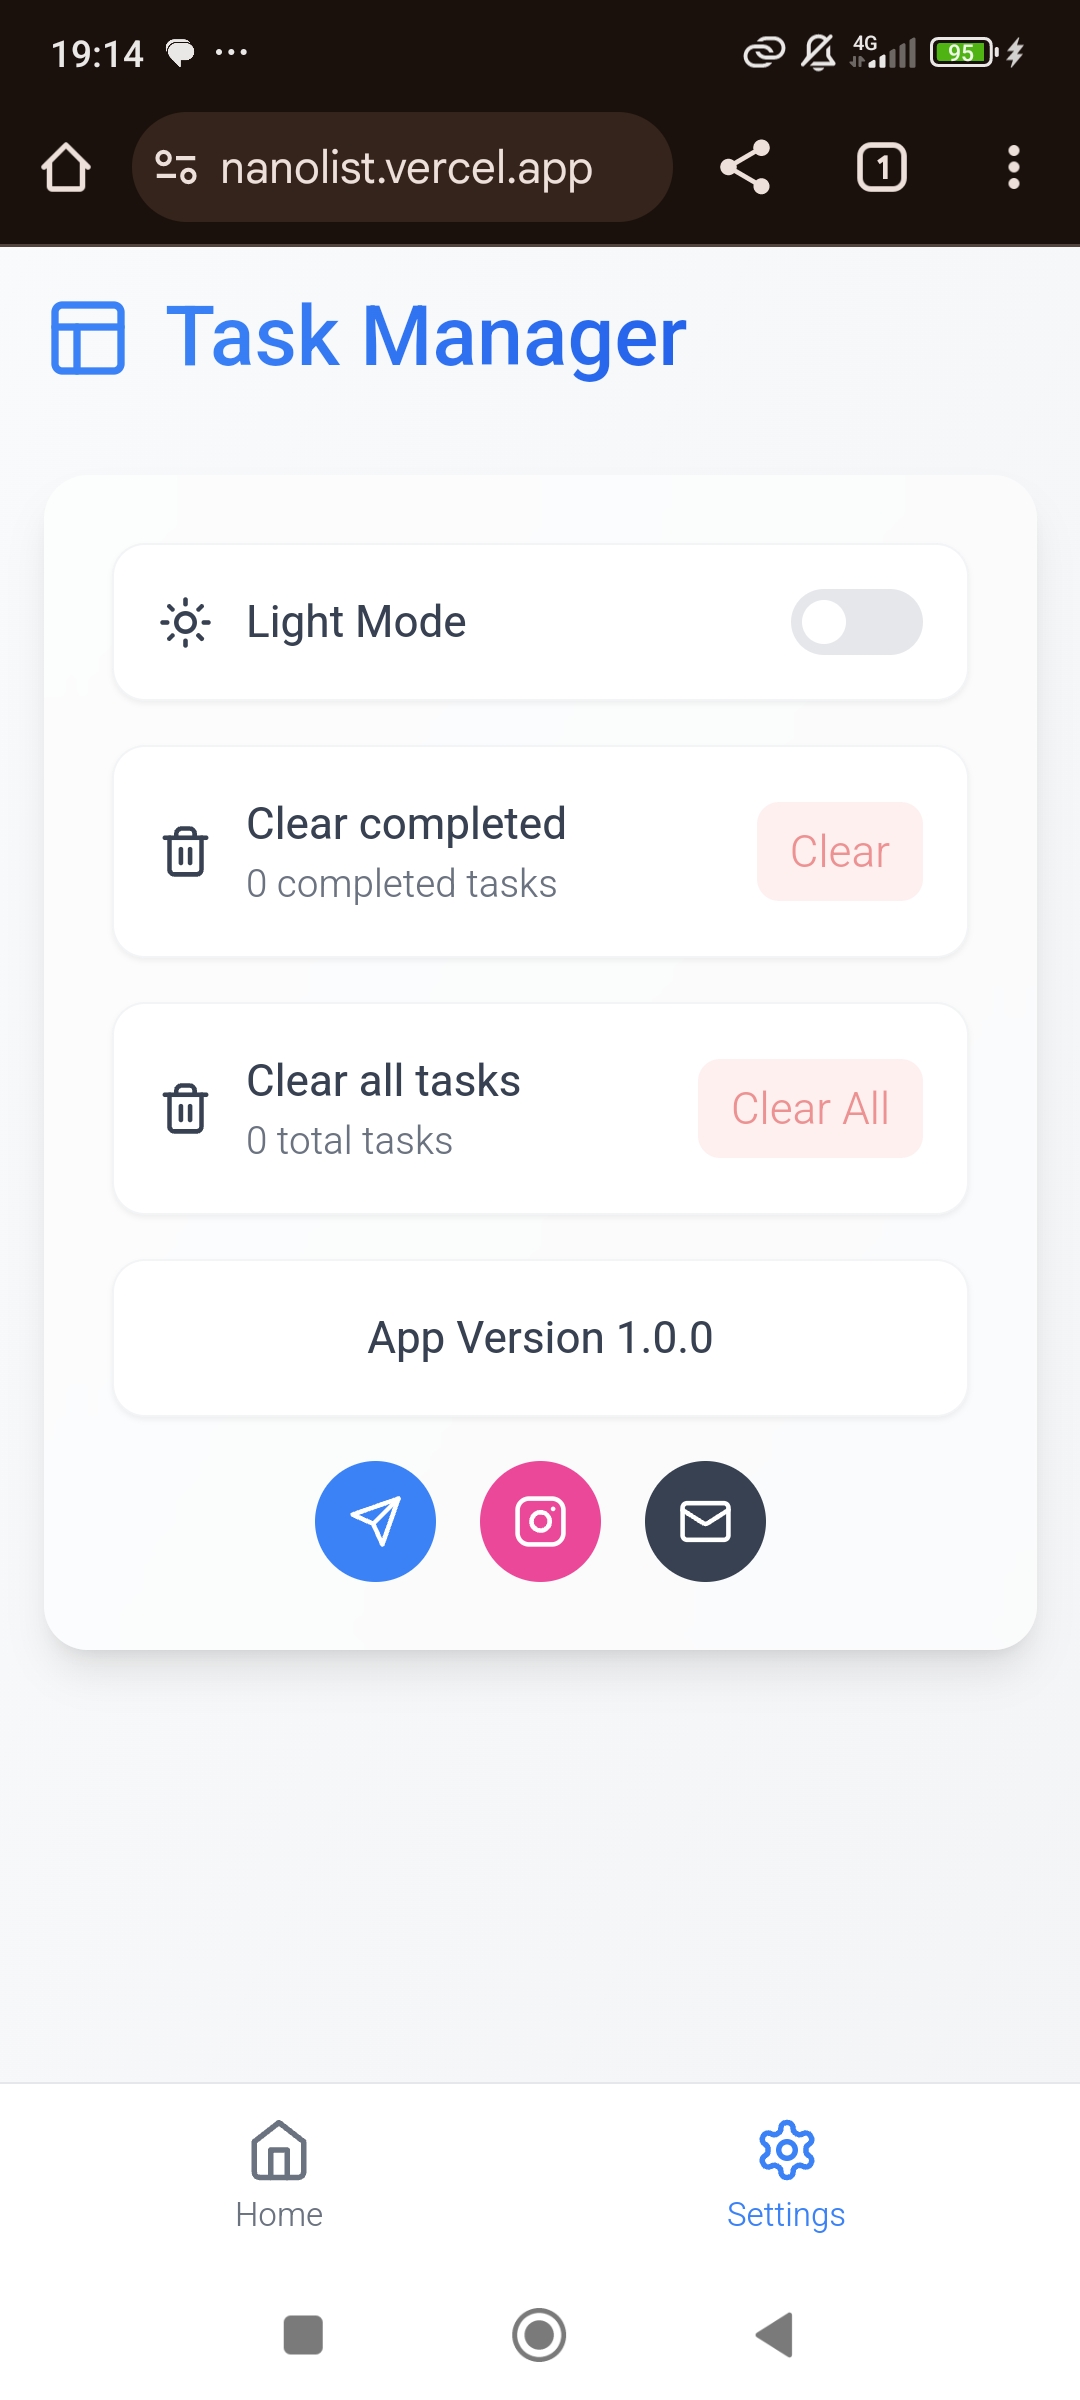 19:14
4G
95
nanolist.vercel.app
1
Task Manager
Light Mode
Clear completed
0 completed tasks
Clear
Clear all tasks
0 total tasks
Clear All
App Version 1.0.0
Home
Settings